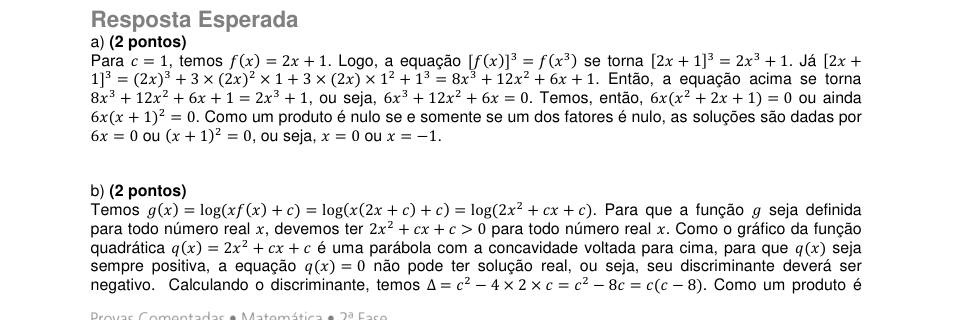 Resposta Esperada
a) (2 pontos)
Para c = 1, temos f(x) = 2x + 1. Logo, a equação [f(x)]³ = f(x³) se torna [2x + 1]³ = 2x³ + 1. Já [2x +
1]³ = (2x)³ + 3 × (2x)² × 1 + 3 × (2x) × 1² + 1³ = 8x³ + 12x² + 6x + 1. Então, a equação acima se torna
8x³ + 12x² + 6x + 1 = 2x³ + 1, ou seja, 6x³ + 12x² + 6x = 0. Temos, então, 6x(x² + 2x + 1) = 0 ou ainda
6x(x + 1)² = 0. Como um produto é nulo se e somente se um dos fatores é nulo, as soluções são dadas por
6x = 0 ou (x + 1)² = 0, ou seja, x = 0 ou x = −1.
b) (2 pontos)
Temos g(x) = log(xf(x) + c) = log(x(2x + c) + c) = log(2x² + cx + c). Para que a função g seja definida
para todo número real x, devemos ter 2x² + cx + c > 0 para todo número real x. Como o gráfico da função
quadrática q(x) = 2x² + cx + c é uma parábola com a concavidade voltada para cima, para que q(x) seja
sempre positiva, a equação q(x) = 0 não pode ter solução real, ou seja, seu discriminante deverá ser
negativo. Calculando o discriminante, temos Δ = c² − 4 × 2 × c = c² − 8c = c(c − 8). Como um produto é
Provas Comentadas • Matemática • 2ª Fase